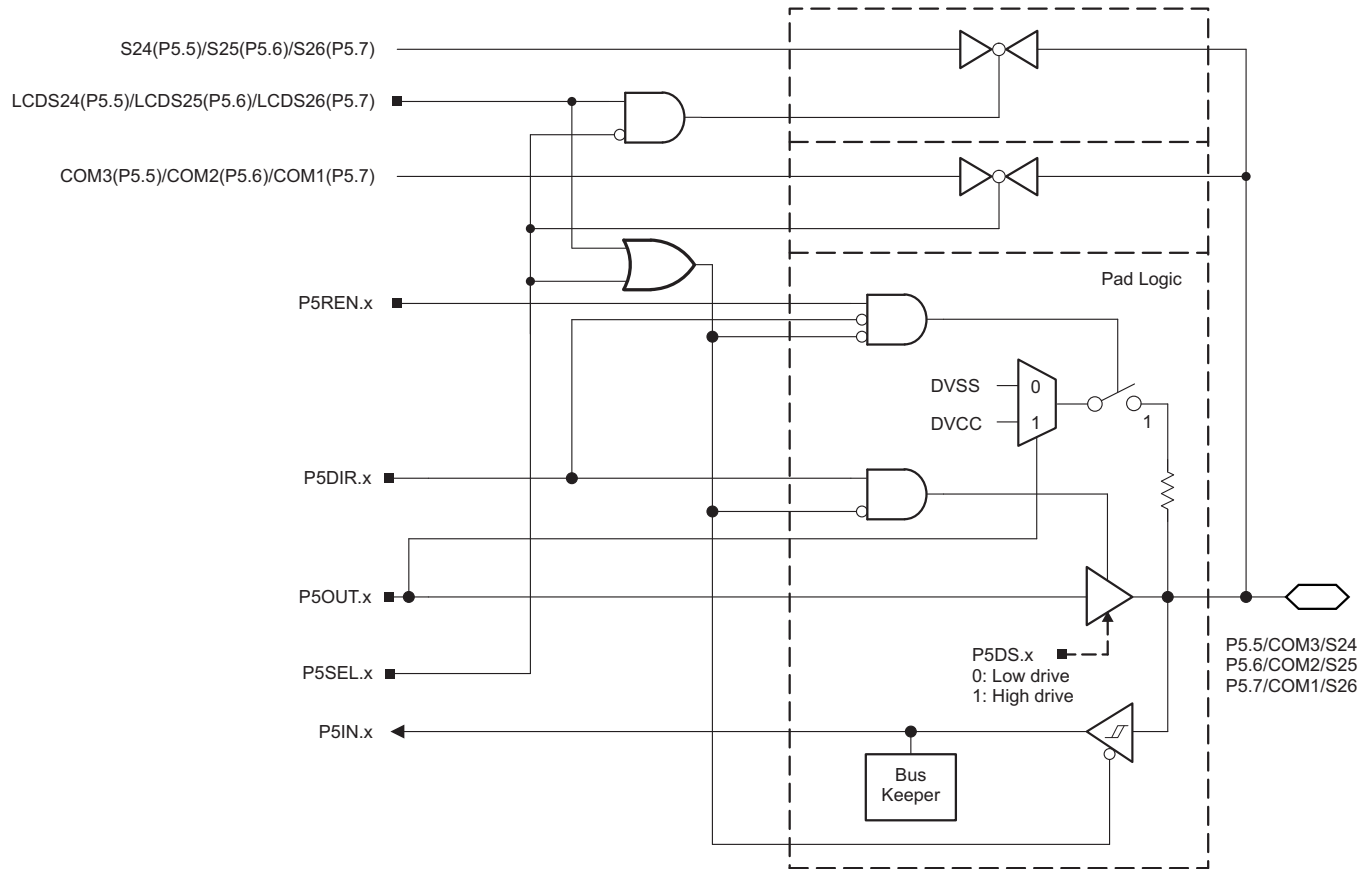 S24(P5.5)/S25(P5.6)/S26(P5.7)
LCDS24(P5.5)/LCDS25(P5.6)/LCDS26(P5.7)
COM3(P5.5)/COM2(P5.6)/COM1(P5.7)
Pad Logic
P5REN.x
DVSS
0
DVCC
1
1
P5DIR.x
P5OUT.x
P5DS.x
0: Low drive
1: High drive
P5.5/COM3/S24
P5.6/COM2/S25
P5.7/COM1/S26
P5SEL.x
P5IN.x
Bus
Keeper